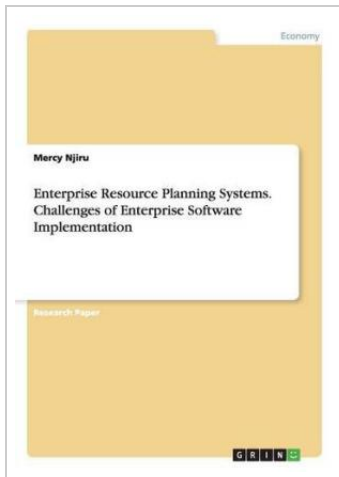 Economy
Mercy Njiru
Enterprise Resource Planning Systems.
Challenges of Enterprise Software
Implementation
Research Paper
GRIN